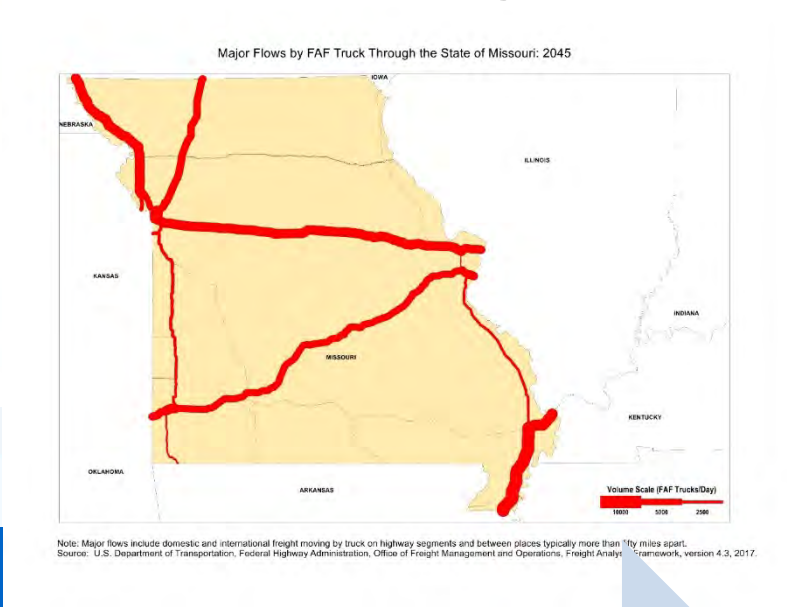 Major Flows by FAF Truck Through the State of Missouri: 2045
IOWA
NEBRASKA
ILLINOIS
KANSAS
INDIANA
MISSOURI
KENTUCKY
OKLAHOMA
ARKANSAS
Volume Scale (FAF Trucks/Day)
10000 5000 2500
Note: Major flows include domestic and international freight moving by truck on highway segments and between places typically more than fifty miles apart.
Source: U.S. Department of Transportation, Federal Highway Administration, Office of Freight Management and Operations, Freight Analysis Framework, version 4.3, 2017.